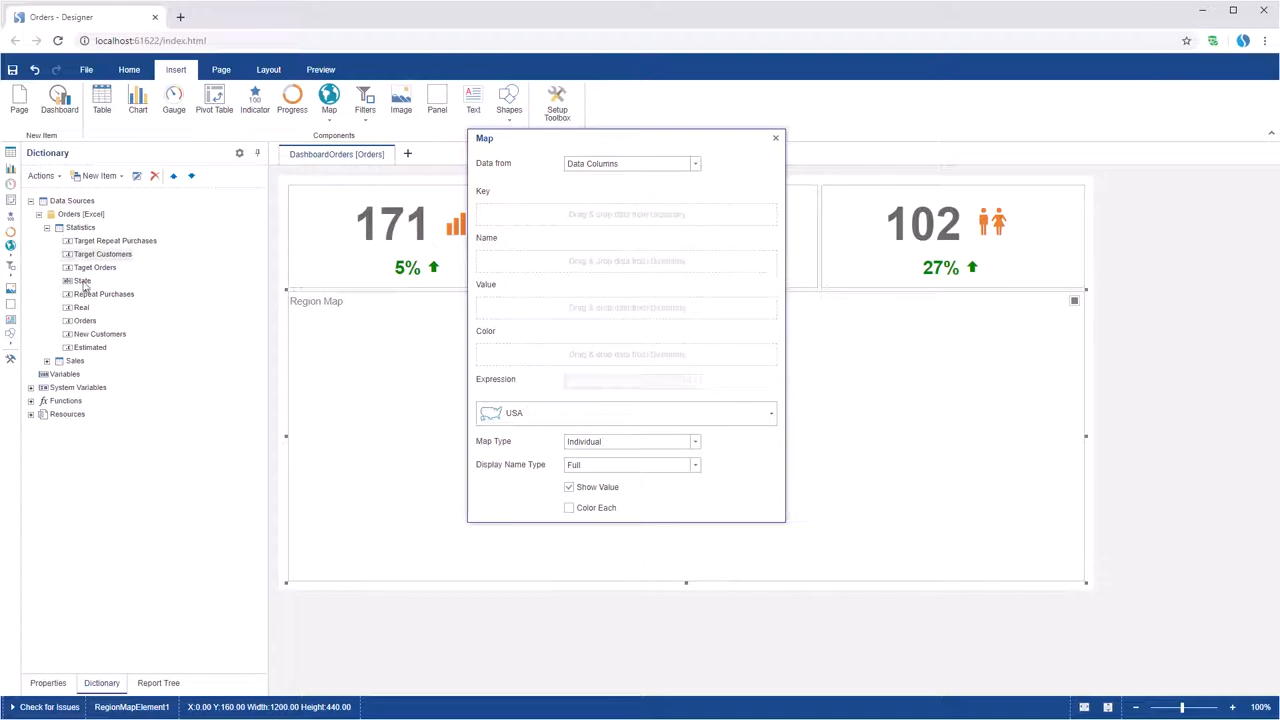 Orders - Designer
localhost:61622/index.html
File Home Insert Page Layout Preview
Page Dashboard Table Chart Gauge Pivot Table 100 Indicator Progress Map Filters Image Panel Text Shapes Setup Toolbox
New Item Components
Dictionary
Actions New Item
Data Sources
Orders [Excel]
Statistics
Target Repeat Purchases
Target Customers
Taget Orders
State
Repeat Purchases
Real
Orders
New Customers
Estimated
Sales
Variables
System Variables
fx Functions
Resources
Properties Dictionary Report Tree
DashboardOrders [Orders]
171
5%
102
27%
Region Map
Map
Data from Data Columns
Key
Name
Value
Color
Expression
USA
Map Type Individual
Display Name Type Full
Show Value
Color Each
Check for Issues RegionMapElement1 X:0.00 Y:160.00 Width:1200.00 Height:440.00 100%